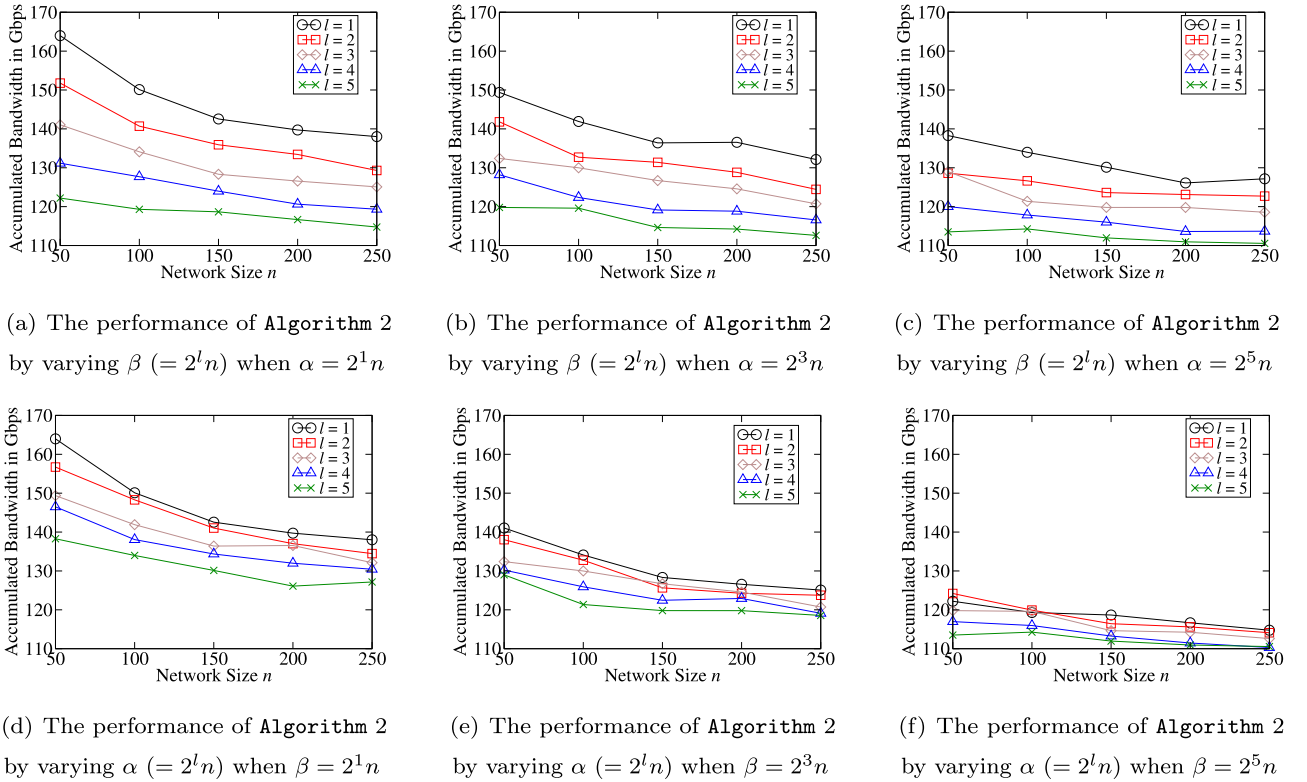 Accumulated Bandwidth in Gbps
170
160
150
140
130
120
110
50 100 150 200 250
Network Size n
l = 1
l = 2
l = 3
l = 4
l = 5
(a) The performance of Algorithm 2
by varying β (= 2^l n) when α = 2^1 n
Accumulated Bandwidth in Gbps
170
160
150
140
130
120
110
50 100 150 200 250
Network Size n
l = 1
l = 2
l = 3
l = 4
l = 5
(b) The performance of Algorithm 2
by varying β (= 2^l n) when α = 2^3 n
Accumulated Bandwidth in Gbps
170
160
150
140
130
120
110
50 100 150 200 250
Network Size n
l = 1
l = 2
l = 3
l = 4
l = 5
(c) The performance of Algorithm 2
by varying β (= 2^l n) when α = 2^5 n
Accumulated Bandwidth in Gbps
170
160
150
140
130
120
110
50 100 150 200 250
Network Size n
l = 1
l = 2
l = 3
l = 4
l = 5
(d) The performance of Algorithm 2
by varying α (= 2^l n) when β = 2^1 n
Accumulated Bandwidth in Gbps
170
160
150
140
130
120
110
50 100 150 200 250
Network Size n
l = 1
l = 2
l = 3
l = 4
l = 5
(e) The performance of Algorithm 2
by varying α (= 2^l n) when β = 2^3 n
Accumulated Bandwidth in Gbps
170
160
150
140
130
120
110
50 100 150 200 250
Network Size n
l = 1
l = 2
l = 3
l = 4
l = 5
(f) The performance of Algorithm 2
by varying α (= 2^l n) when β = 2^5 n